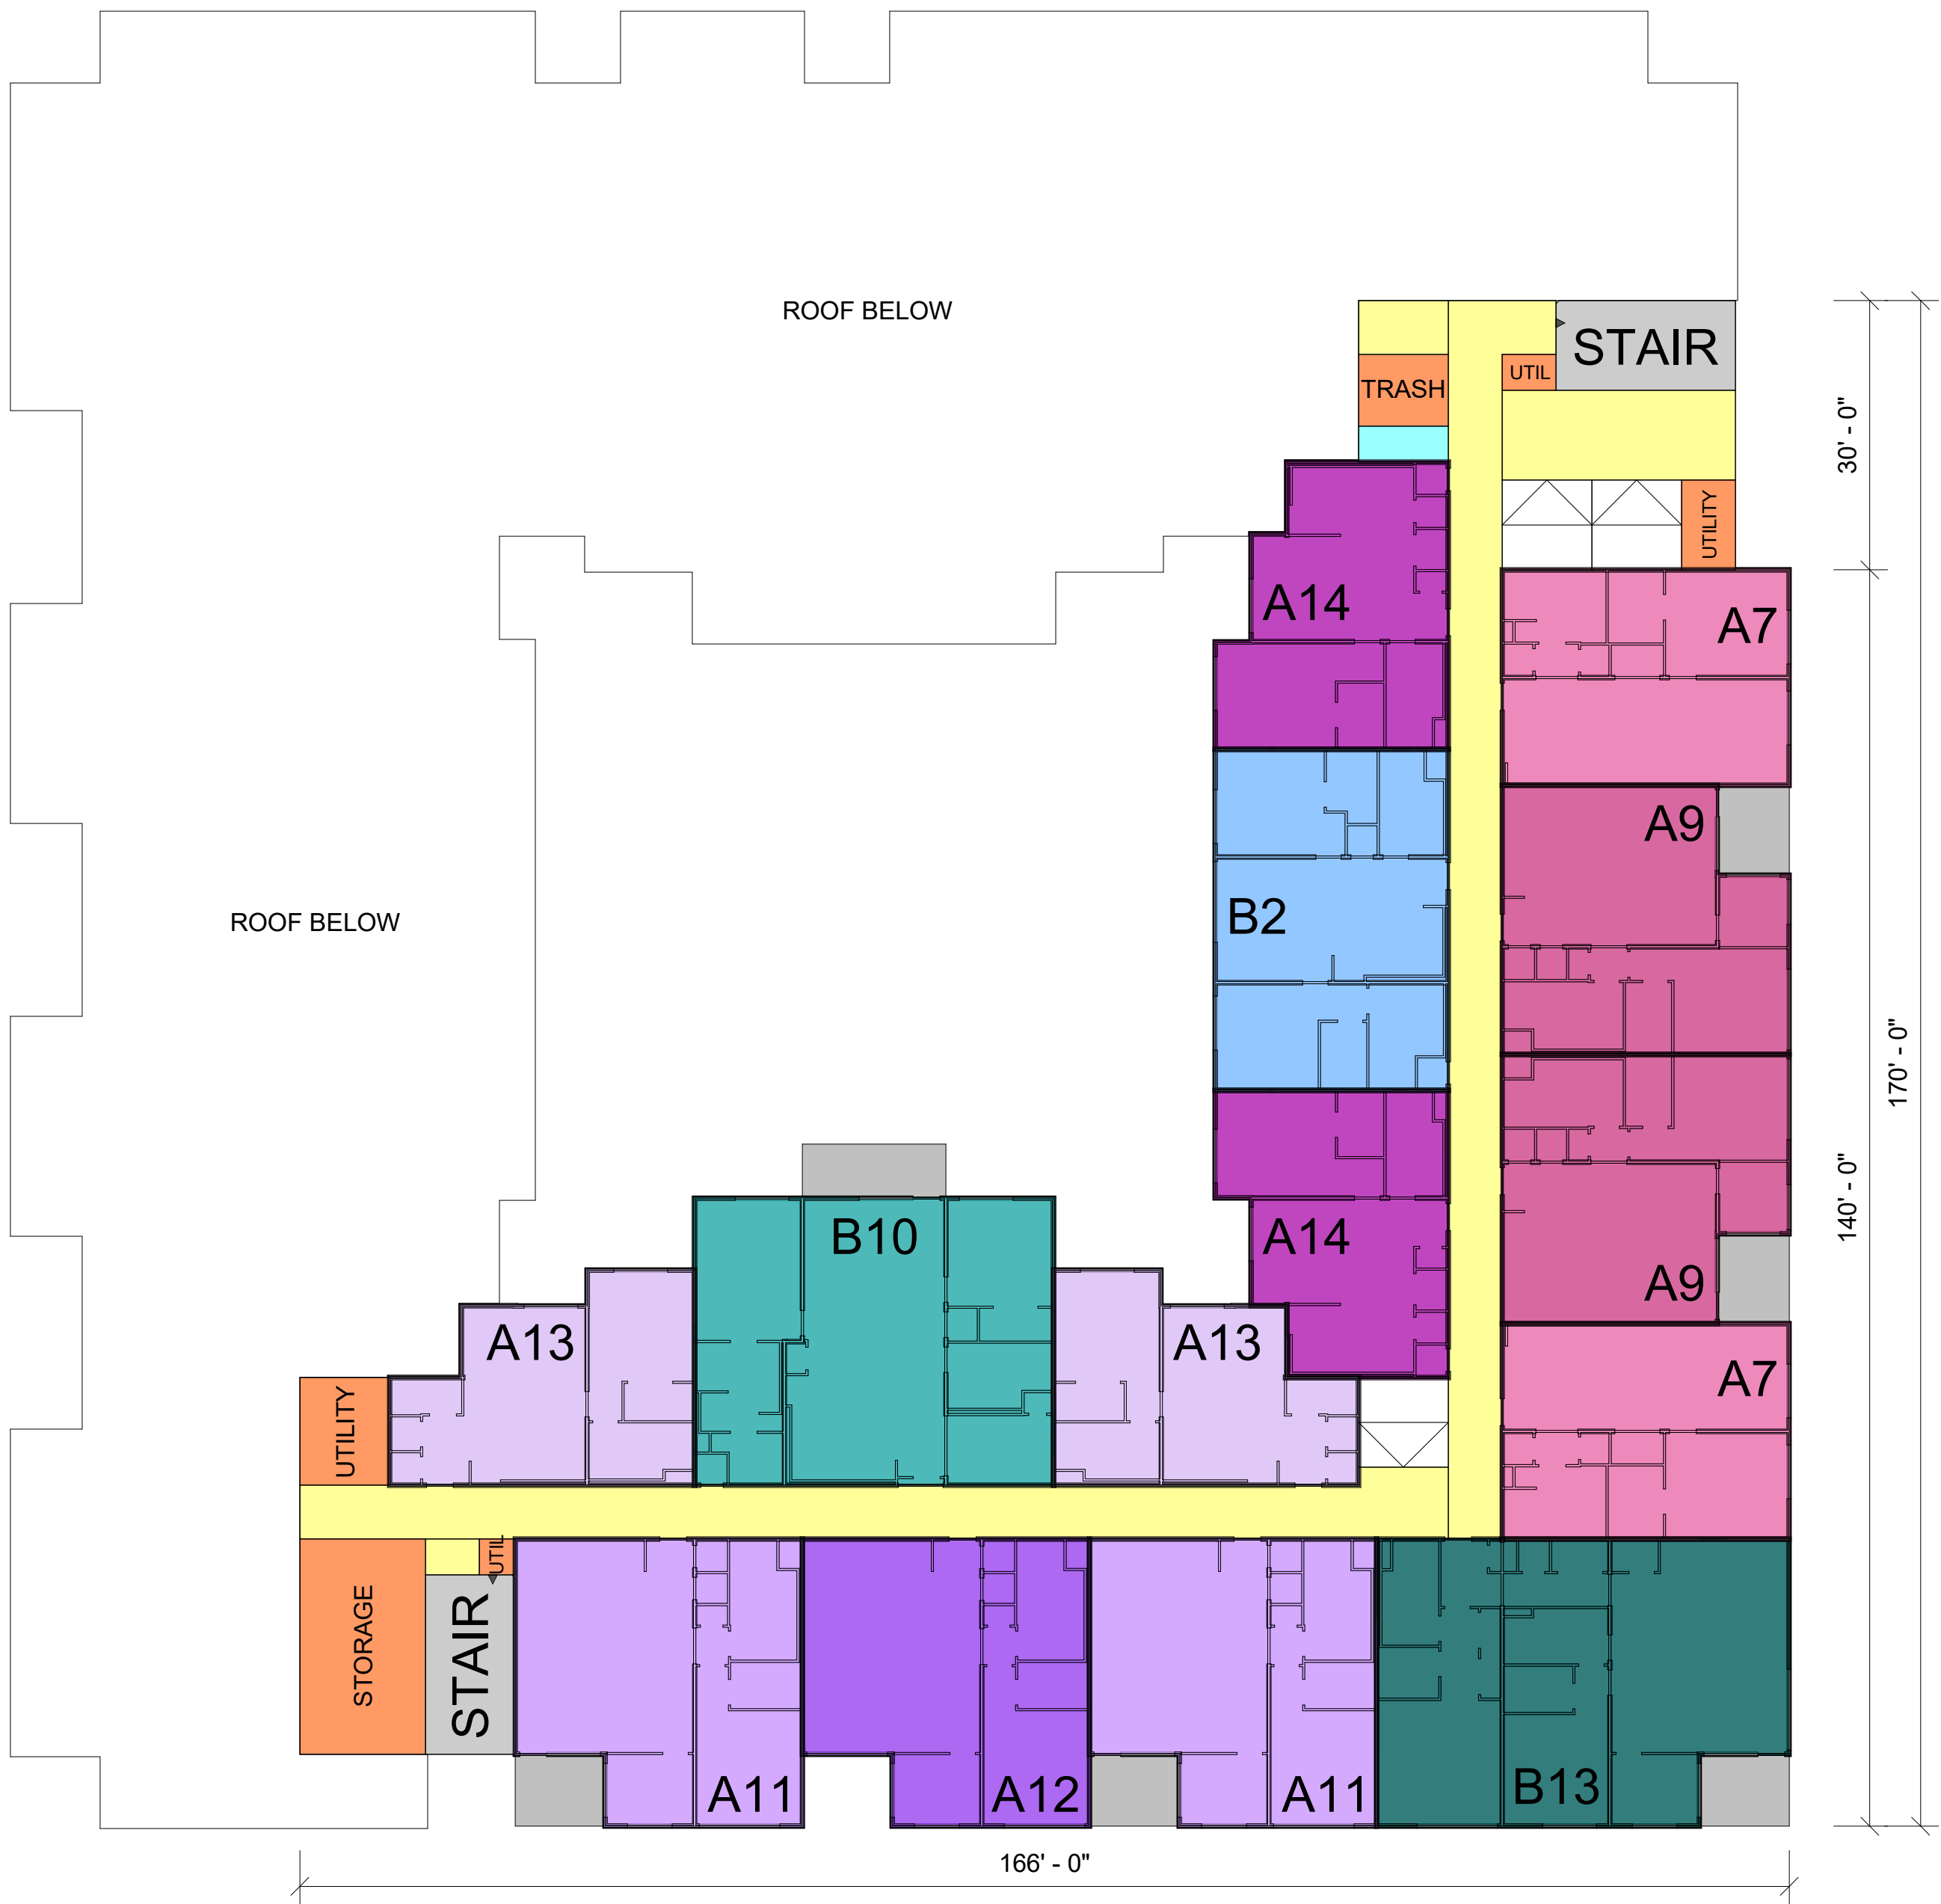 ROOF BELOW
STAIR
UTIL
TRASH
30' - 0"
UTILITY
A14
A7
A9
B2
ROOF BELOW
170' - 0"
140' - 0"
B10
A14
A9
A13
A13
A7
UTILITY
UTIL
STORAGE
STAIR
A11
A12
A11
B13
166' - 0"